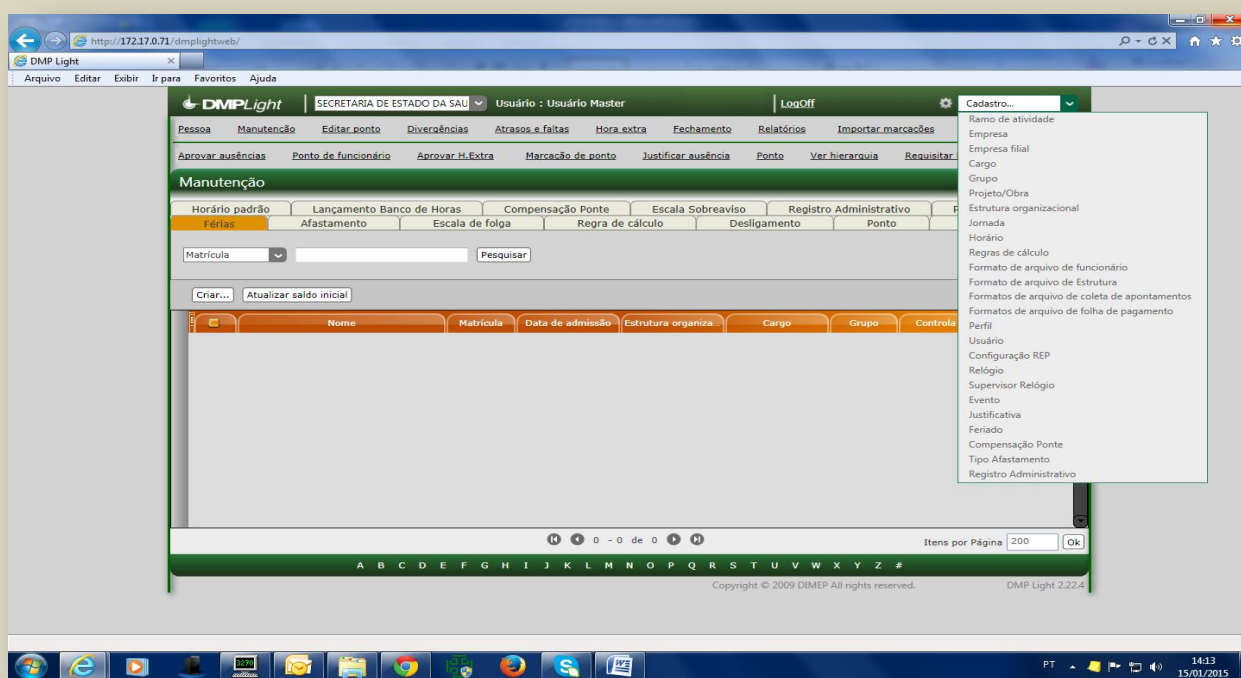 http://172.17.0.71/dmplightweb/
DMP Light
Arquivo Editar Exibir Ir para Favoritos Ajuda
DMPLight SECRETARIA DE ESTADO DA SAU Usuário : Usuário Master LogOff Cadastro...
Pessoa Manutenção Editar ponto Divergências Atrasos e faltas Hora extra Fechamento Relatórios Importar marcações
Aprovar ausências Ponto de funcionário Aprovar H.Extra Marcação de ponto Justificar ausência Ponto Ver hierarquia Requisitar
Manutenção
Horário padrão Lançamento Banco de Horas Compensação Ponte Escala Sobreaviso Registro Administrativo
Férias Afastamento Escala de folga Regra de cálculo Desligamento Ponto
Matrícula Pesquisar
Criar... Atualizar saldo inicial
Nome Matrícula Data de admissão Estrutura organiza... Cargo Grupo Controla
Ramo de atividade
Empresa
Empresa filial
Cargo
Grupo
Projeto/Obra
Estrutura organizacional
Jornada
Horário
Regras de cálculo
Formato de arquivo de funcionário
Formato de arquivo de Estrutura
Formatos de arquivo de coleta de apontamentos
Formatos de arquivo de folha de pagamento
Perfil
Usuário
Configuração REP
Relógio
Supervisor Relógio
Evento
Justificativa
Feriado
Compensação Ponte
Tipo Afastamento
Registro Administrativo
0 - 0 de 0 Itens por Página 200 Ok
A B C D E F G H I J K L M N O P Q R S T U V W X Y Z #
Copyright © 2009 DIMEP All rights reserved. DMP Light 2.22.4
3270
PT 14:13
15/01/2015